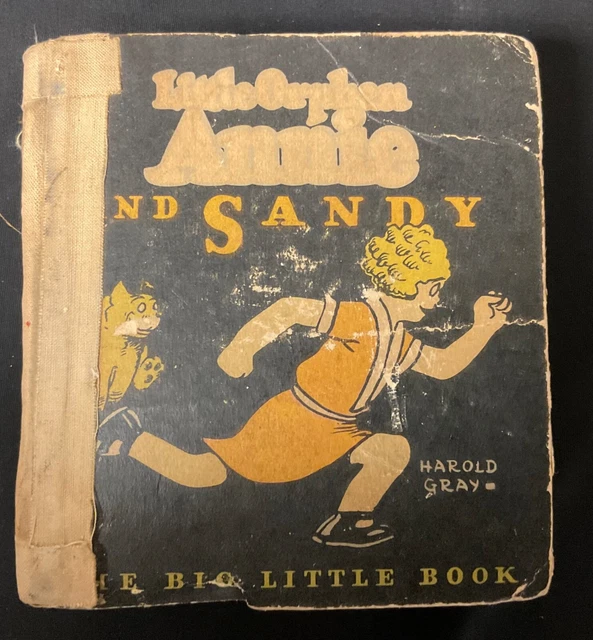 Little Orphan
Annie
ND SANDY
HAROLD
GRAY
HE BIG LITTLE BOOK